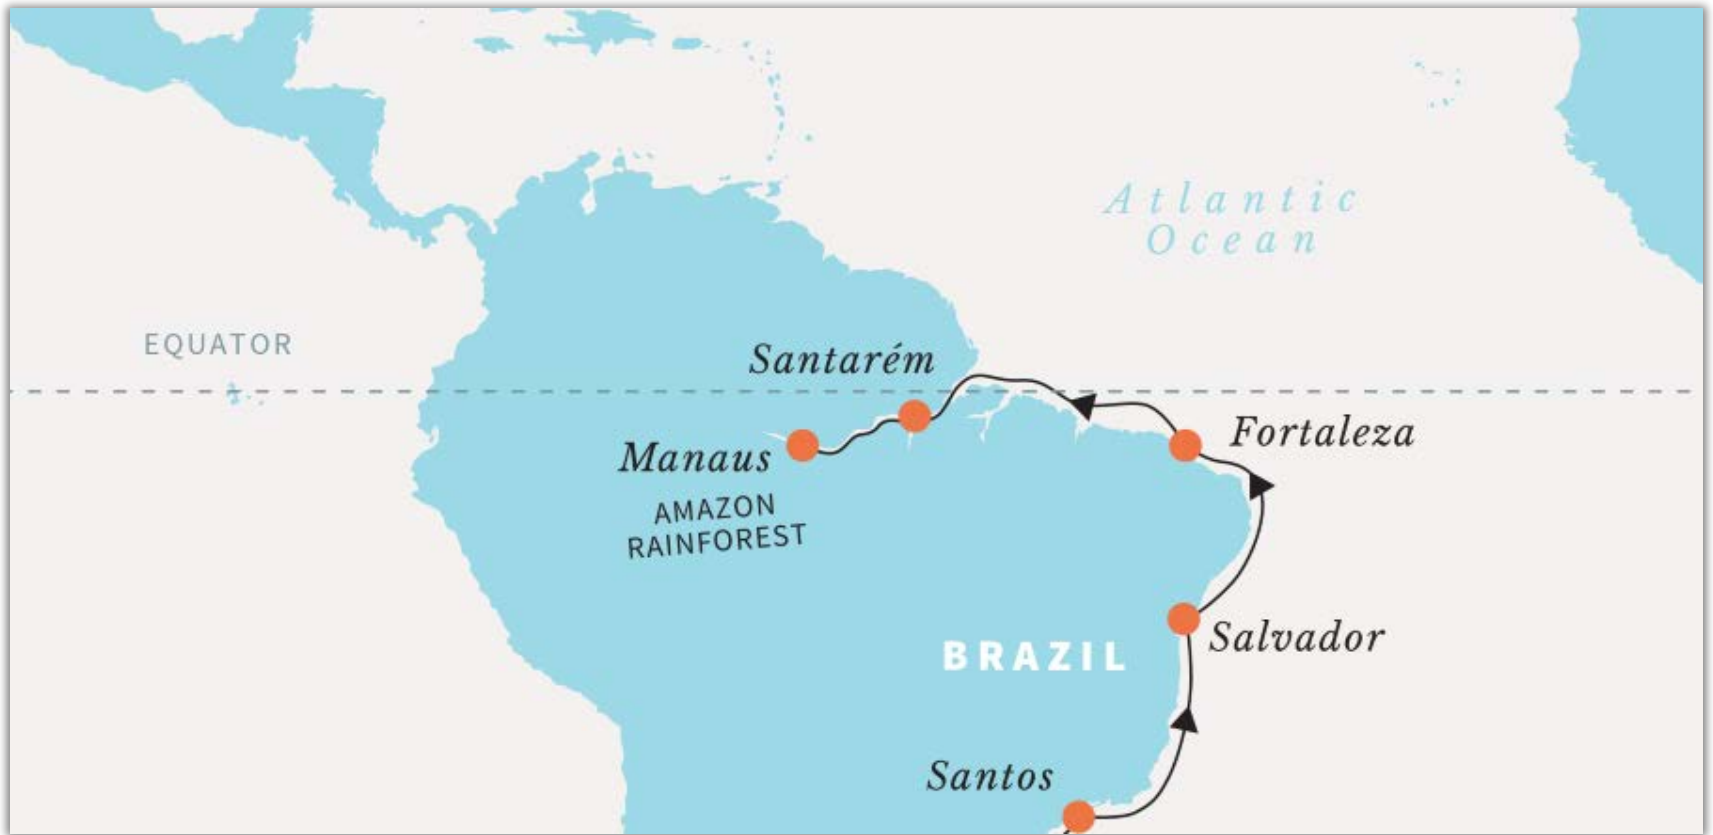 Atlantic
Ocean
EQUATOR
Santarém
Fortaleza
Manaus
AMAZON
RAINFOREST
Salvador
BRAZIL
Santos